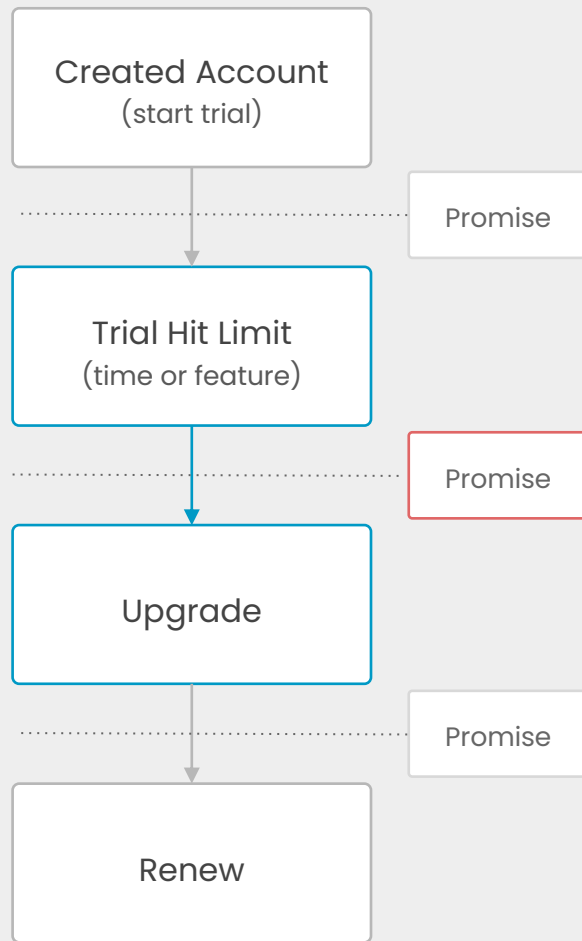 Created Account
(start trial)
Promise
Trial Hit Limit
(time or feature)
Promise
Upgrade
Promise
Renew